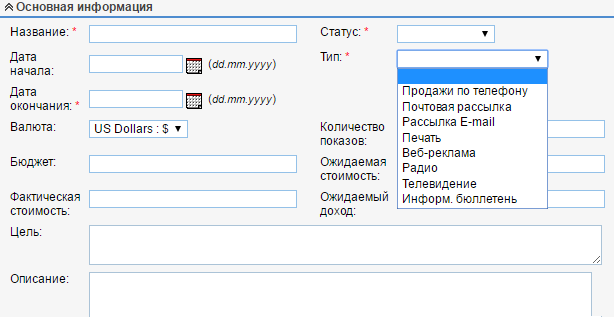 Основная информация
Название: *
Статус: *
Дата
начала:
(dd.mm.yyyy)
Тип: *
Дата
окончания: *
(dd.mm.yyyy)
Продажи по телефону
Почтовая рассылка
Рассылка E-mail
Печать
Веб-реклама
Радио
Телевидение
Информ. бюллетень
Валюта:
US Dollars : $
Количество
показов:
Бюджет:
Ожидаемая
стоимость:
Фактическая
стоимость:
Ожидаемый
доход:
Цель:
Описание: